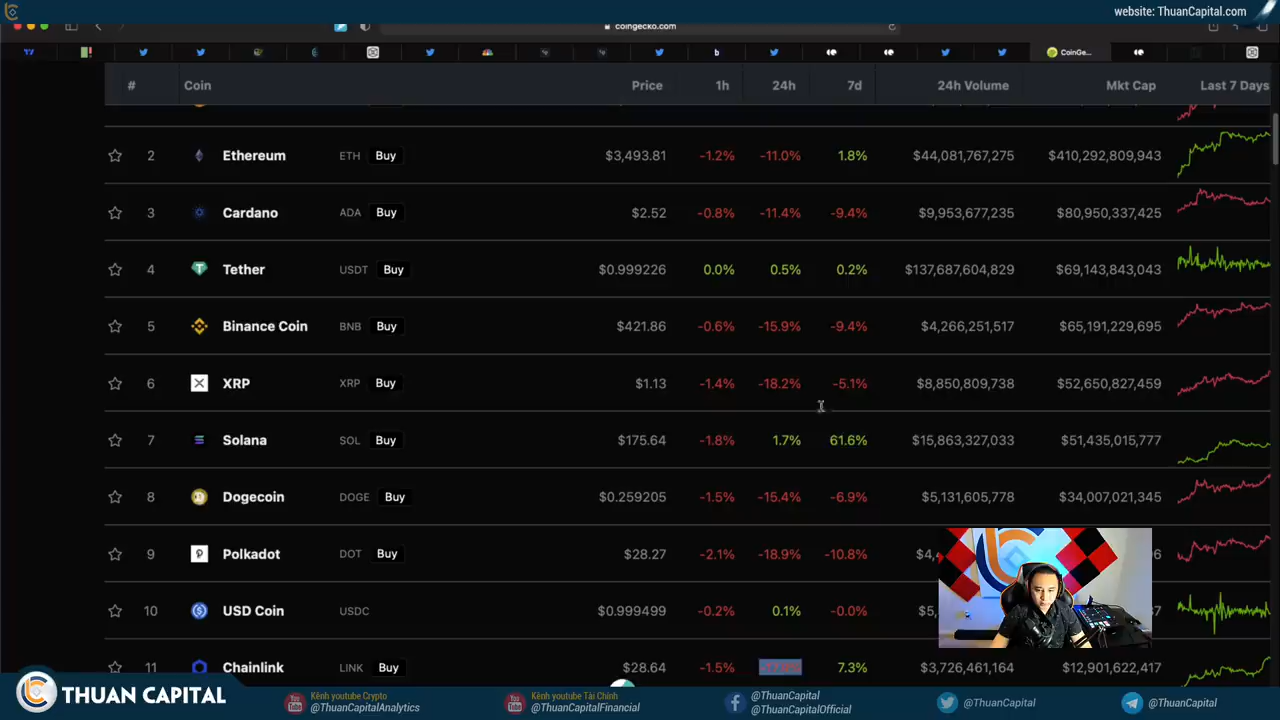 website: ThuanCapital.com
coingecko.com
CoinGe...
# Coin Price 1h 24h 7d 24h Volume Mkt Cap Last 7 Days
2 Ethereum ETH Buy $3,493.81 -1.2% -11.0% 1.8% $44,081,767,275 $410,292,809,943
3 Cardano ADA Buy $2.52 -0.8% -11.4% -9.4% $9,953,677,235 $80,950,337,425
4 Tether USDT Buy $0.999226 0.0% 0.5% 0.2% $137,687,604,829 $69,143,843,043
5 Binance Coin BNB Buy $421.86 -0.6% -15.9% -9.4% $4,266,251,517 $65,191,229,695
6 XRP XRP Buy $1.13 -1.4% -18.2% -5.1% $8,850,809,738 $52,650,827,459
7 Solana SOL Buy $175.64 -1.8% 1.7% 61.6% $15,863,327,033 $51,435,015,777
8 Dogecoin DOGE Buy $0.259205 -1.5% -15.4% -6.9% $5,131,605,778 $34,007,021,345
9 Polkadot DOT Buy $28.27 -2.1% -18.9% -10.8%
10 USD Coin USDC $0.999499 -0.2% 0.1% -0.0%
11 Chainlink LINK Buy $28.64 -1.5% 7.3% $3,726,461,164 $12,901,622,417
THUAN CAPITAL
Kênh youtube Crypto
@ThuanCapitalAnalytics
Kênh youtube Tài Chính
@ThuanCapitalFinancial
@ThuanCapital
@ThuanCapitalOfficial
@ThuanCapital
@ThuanCapital